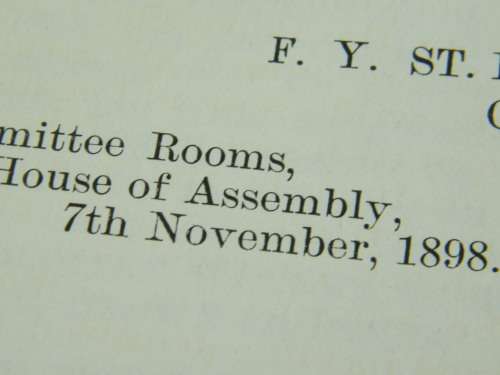 F. Y. ST.
mittee Rooms,
House of Assembly,
7th November, 1898.